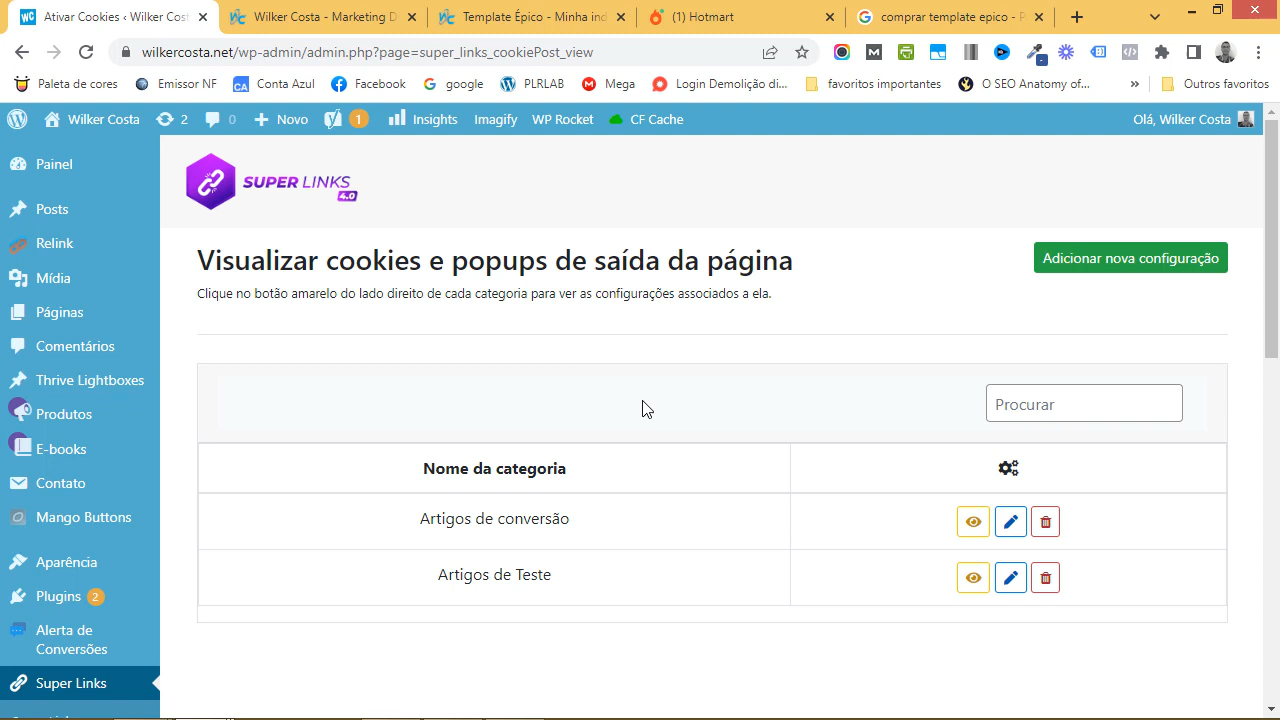 Ativar Cookies ‹ Wilker Cost
Wilker Costa - Marketing D
Template Épico - Minha ind
(1) Hotmart
comprar template epico - P
wilkercosta.net/wp-admin/admin.php?page=super_links_cookiePost_view
Paleta de cores
Emissor NF
CA
Conta Azul
Facebook
google
PLRLAB
Mega
Login Demolição di...
favoritos importantes
O SEO Anatomy of...
»
Outros favoritos
Wilker Costa
2
0
Novo
1
Insights
Imagify
WP Rocket
CF Cache
Olá, Wilker Costa
Painel
Posts
Relink
Mídia
Páginas
Comentários
Thrive Lightboxes
Produtos
E-books
Contato
Mango Buttons
Aparência
Plugins 2
Alerta de
Conversões
Super Links
SUPER LINKS
4.0
Visualizar cookies e popups de saída da página
Adicionar nova configuração
Clique no botão amarelo do lado direito de cada categoria para ver as configurações associados a ela.
Procurar
Nome da categoria
Artigos de conversão
Artigos de Teste